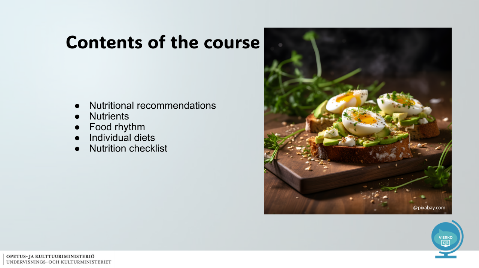 Contents of the course
● Nutritional recommendations
● Nutrients
● Food rhythm
● Individual diets
● Nutrition checklist
@pixabay.com
OPETUS- JA KULTTUURIMINISTERIÖ
UNDERVISNINGS- OCH KULTURMINISTERIET